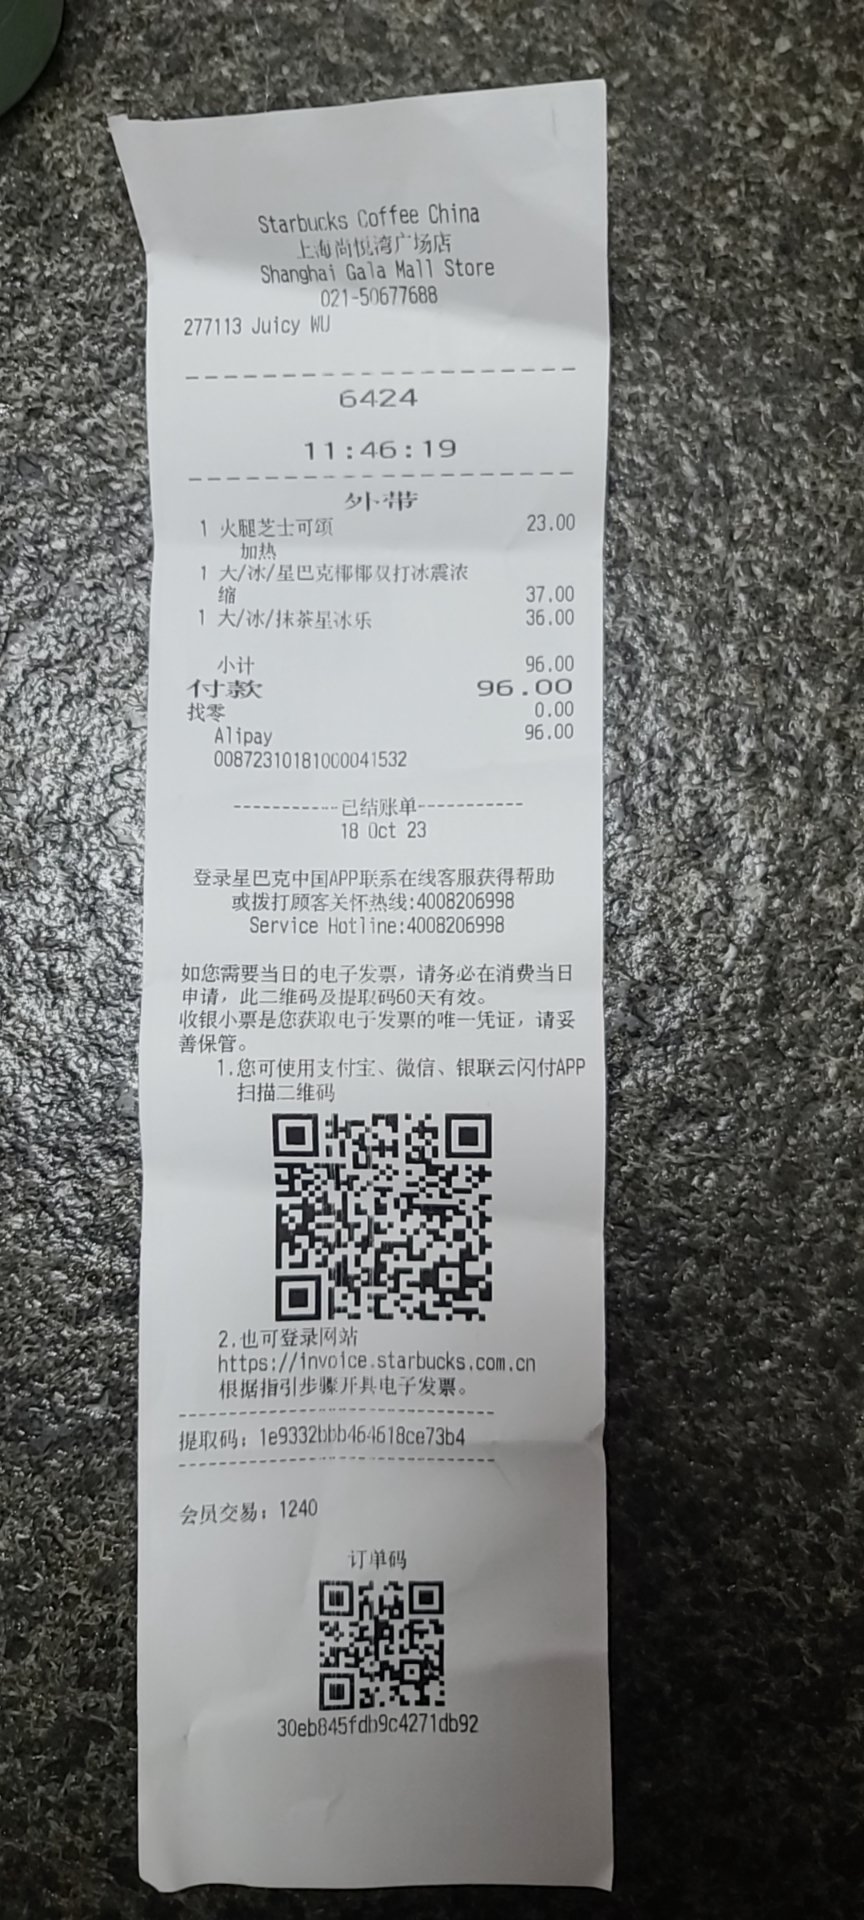 Starbucks Coffee China
上海尚悦湾广场店
Shanghai Gala Mall Store
021-50677688
277113 Juicy WU
6424
11:46:19
外带
1 火腿芝士可颂 23.00
加热
1 大/冰/星巴克椰椰双打冰震浓
缩 37.00
1 大/冰/抹茶星冰乐 36.00
小计 96.00
付款 96.00
找零 0.00
Alipay 96.00
00872310181000041532
------------已结账单-----------
18 Oct 23
登录星巴克中国APP联系在线客服获得帮助
或拨打顾客关怀热线:4008206998
Service Hotline:4008206998
如您需要当日的电子发票，请务必在消费当日
申请，此二维码及提取码60天有效。
收银小票是您获取电子发票的唯一凭证，请妥
善保管。
1.您可使用支付宝、微信、银联云闪付APP
扫描二维码
2.也可登录网站
https://invoice.starbucks.com.cn
根据指引步骤开具电子发票。
提取码：1e9332bbb464618ce73b4
会员交易：1240
订单码
30eb845fdb9c4271db92